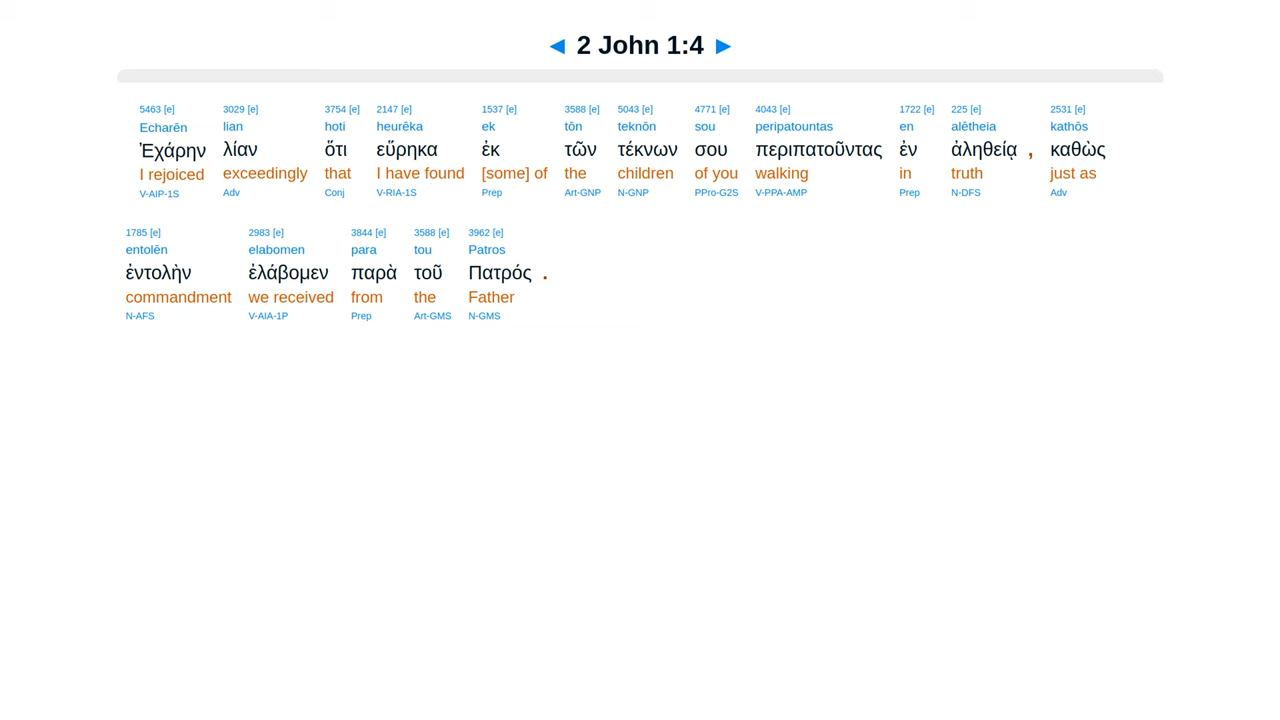 ◄ 2 John 1:4 ►
5463 [e] 3029 [e] 3754 [e] 2147 [e] 1537 [e] 3588 [e] 5043 [e] 4771 [e] 4043 [e] 1722 [e] 225 [e] 2531 [e]
Echarēn lian hoti heurēka ek tōn teknōn sou peripatountas en alētheia kathōs
Ἐχάρην λίαν ὅτι εὕρηκα ἐκ τῶν τέκνων σου περιπατοῦντας ἐν ἀληθείᾳ , καθὼς
I rejoiced exceedingly that I have found [some] of the children of you walking in truth just as
V-AIP-1S Adv Conj V-RIA-1S Prep Art-GNP N-GNP PPro-G2S V-PPA-AMP Prep N-DFS Adv
1785 [e] 2983 [e] 3844 [e] 3588 [e] 3962 [e]
entolēn elabomen para tou Patros
ἐντολὴν ἐλάβομεν παρὰ τοῦ Πατρός .
commandment we received from the Father
N-AFS V-AIA-1P Prep Art-GMS N-GMS